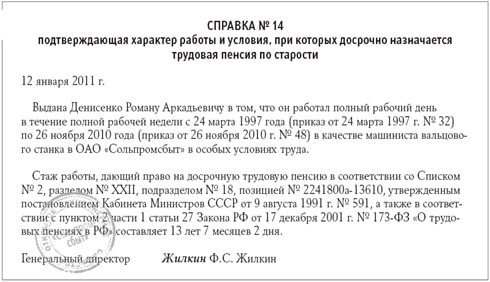 СПРАВКА № 14
подтверждающая характер работы и условия, при которых досрочно назначается
трудовая пенсия по старости
12 января 2011 г.
Выдана Денисенко Роману Аркадьевичу в том, что он работал полный рабочий день
в течение полной рабочей недели с 24 марта 1997 года (приказ от 24 марта 1997 г. № 32)
по 26 ноября 2010 года (приказ от 26 ноября 2010 г. № 48) в качестве машиниста вальцово-
го станка в ОАО «Сольпромсбыт» в особых условиях труда.
Стаж работы, дающий право на досрочную трудовую пенсию в соответствии со Списком
№ 2, разделом № XXII, подразделом № 18, позицией № 2241800а-13610, утвержденным
постановлением Кабинета Министров СССР от 9 августа 1991 г. № 591, а также в соответ-
ствии с пунктом 2 части 1 статьи 27 Закона РФ от 17 декабря 2001 г. № 173-ФЗ «О трудо-
вых пенсиях в РФ» составляет 13 лет 7 месяцев 2 дня.
Генеральный директор Жилкин Ф.С. Жилкин